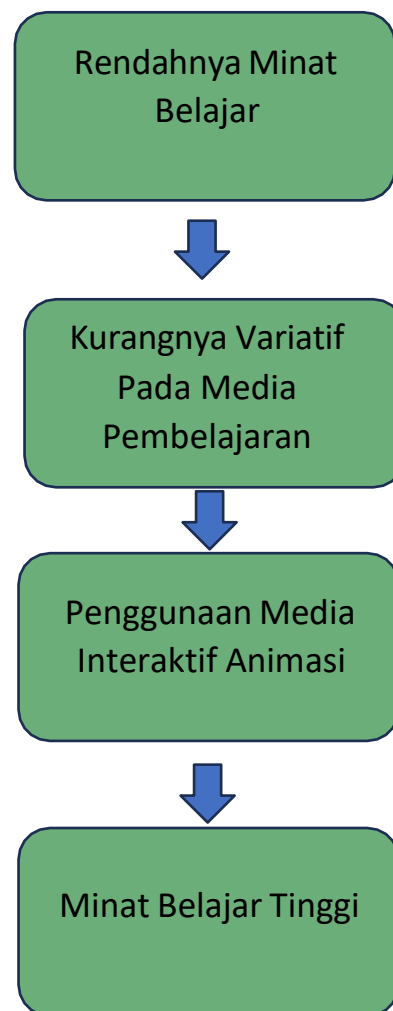 Rendahnya Minat
Belajar
Kurangnya Variatif
Pada Media
Pembelajaran
Penggunaan Media
Interaktif Animasi
Minat Belajar Tinggi